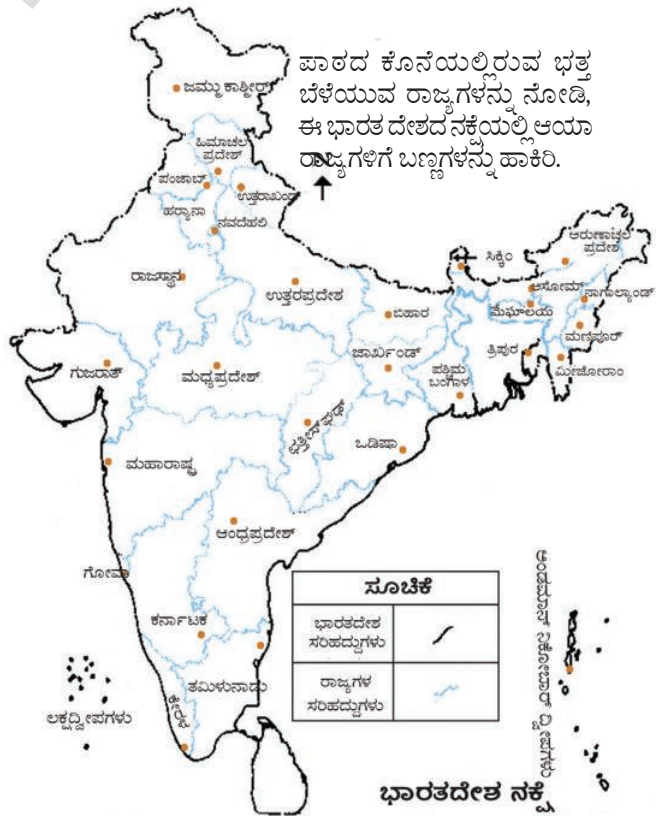 ಪಾಠದ ಕೊನೆಯಲ್ಲಿರುವ ಭತ್ತ
ಬೆಳೆಯುವ ರಾಜ್ಯಗಳನ್ನು ನೋಡಿ,
ಈ ಭಾರತ ದೇಶದ ನಕ್ಷೆಯಲ್ಲಿ ಆಯಾ
ರಾಜ್ಯಗಳಿಗೆ ಬಣ್ಣಗಳನ್ನು ಹಾಕಿರಿ.
ಜಮ್ಮು ಕಾಶ್ಮೀರ್
ಹಿಮಾಚಲ
ಪ್ರದೇಶ್
ಪಂಜಾಬ್
ಉತ್ತರಾಖಂಡ್
ಹರ‍್ಯಾನಾ
ನವದೆಹಲಿ
ರಾಜಸ್ಥಾನ
ಉತ್ತರಪ್ರದೇಶ
ಸಿಕ್ಕಿಂ
ಅರುಣಾಚಲ
ಪ್ರದೇಶ
ಅಸೋಮ್
ನಾಗಾಲ್ಯಾಂಡ್
ಮೆಘಾಲಯ
ಬಿಹಾರ
ಮಣಿಪೂರ್
ತ್ರಿಪುರ
ಮಿಜೋರಾಂ
ಜಾರ್ಖಂಡ್
ಪಶ್ಚಿಮ
ಬಂಗಾಳ
ಗುಜರಾತ್
ಮಧ್ಯಪ್ರದೇಶ್
ಒಡಿಷಾ
ಮಹಾರಾಷ್ಟ್ರ
ಆಂಧ್ರಪ್ರದೇಶ್
ಗೋವಾ
ಕರ್ನಾಟಕ
ತಮಿಳುನಾಡು
ಕೇರಳ
ಲಕ್ಷದ್ವೀಪಗಳು
ಅಂಡಮಾನ್ ನಿಕೋಬಾರ್ ದ್ವೀಪಗಳು
ಸೂಚಿಕೆ
ಭಾರತದೇಶ
ಸರಿಹದ್ದುಗಳು
ರಾಜ್ಯಗಳ
ಸರಿಹದ್ದುಗಳು
ಭಾರತದೇಶ ನಕ್ಷೆ